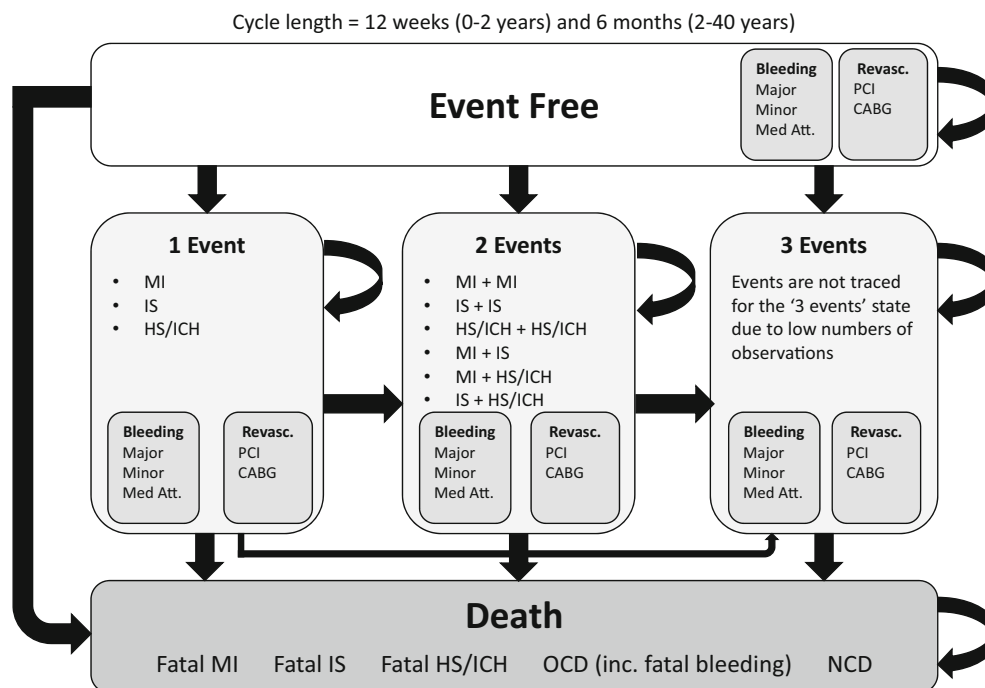 Cycle length = 12 weeks (0-2 years) and 6 months (2-40 years)
Event Free
Bleeding
Major
Minor
Med Att.
Revasc.
PCI
CABG
1 Event
• MI
• IS
• HS/ICH
Bleeding
Major
Minor
Med Att.
Revasc.
PCI
CABG
2 Events
• MI + MI
• IS + IS
• HS/ICH + HS/ICH
• MI + IS
• MI + HS/ICH
• IS + HS/ICH
Bleeding
Major
Minor
Med Att.
Revasc.
PCI
CABG
3 Events
Events are not traced
for the ‘3 events’ state
due to low numbers of
observations
Bleeding
Major
Minor
Med Att.
Revasc.
PCI
CABG
Death
Fatal MI Fatal IS Fatal HS/ICH OCD (inc. fatal bleeding) NCD